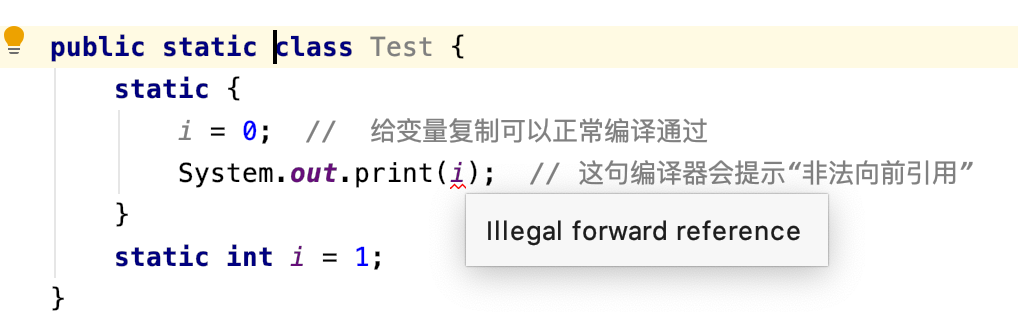 public static class Test {
static {
i = 0;  //  给变量复制可以正常编译通过
System.out.print(i);  // 这句编译器会提示“非法向前引用”
}
Illegal forward reference
static int i = 1;
}